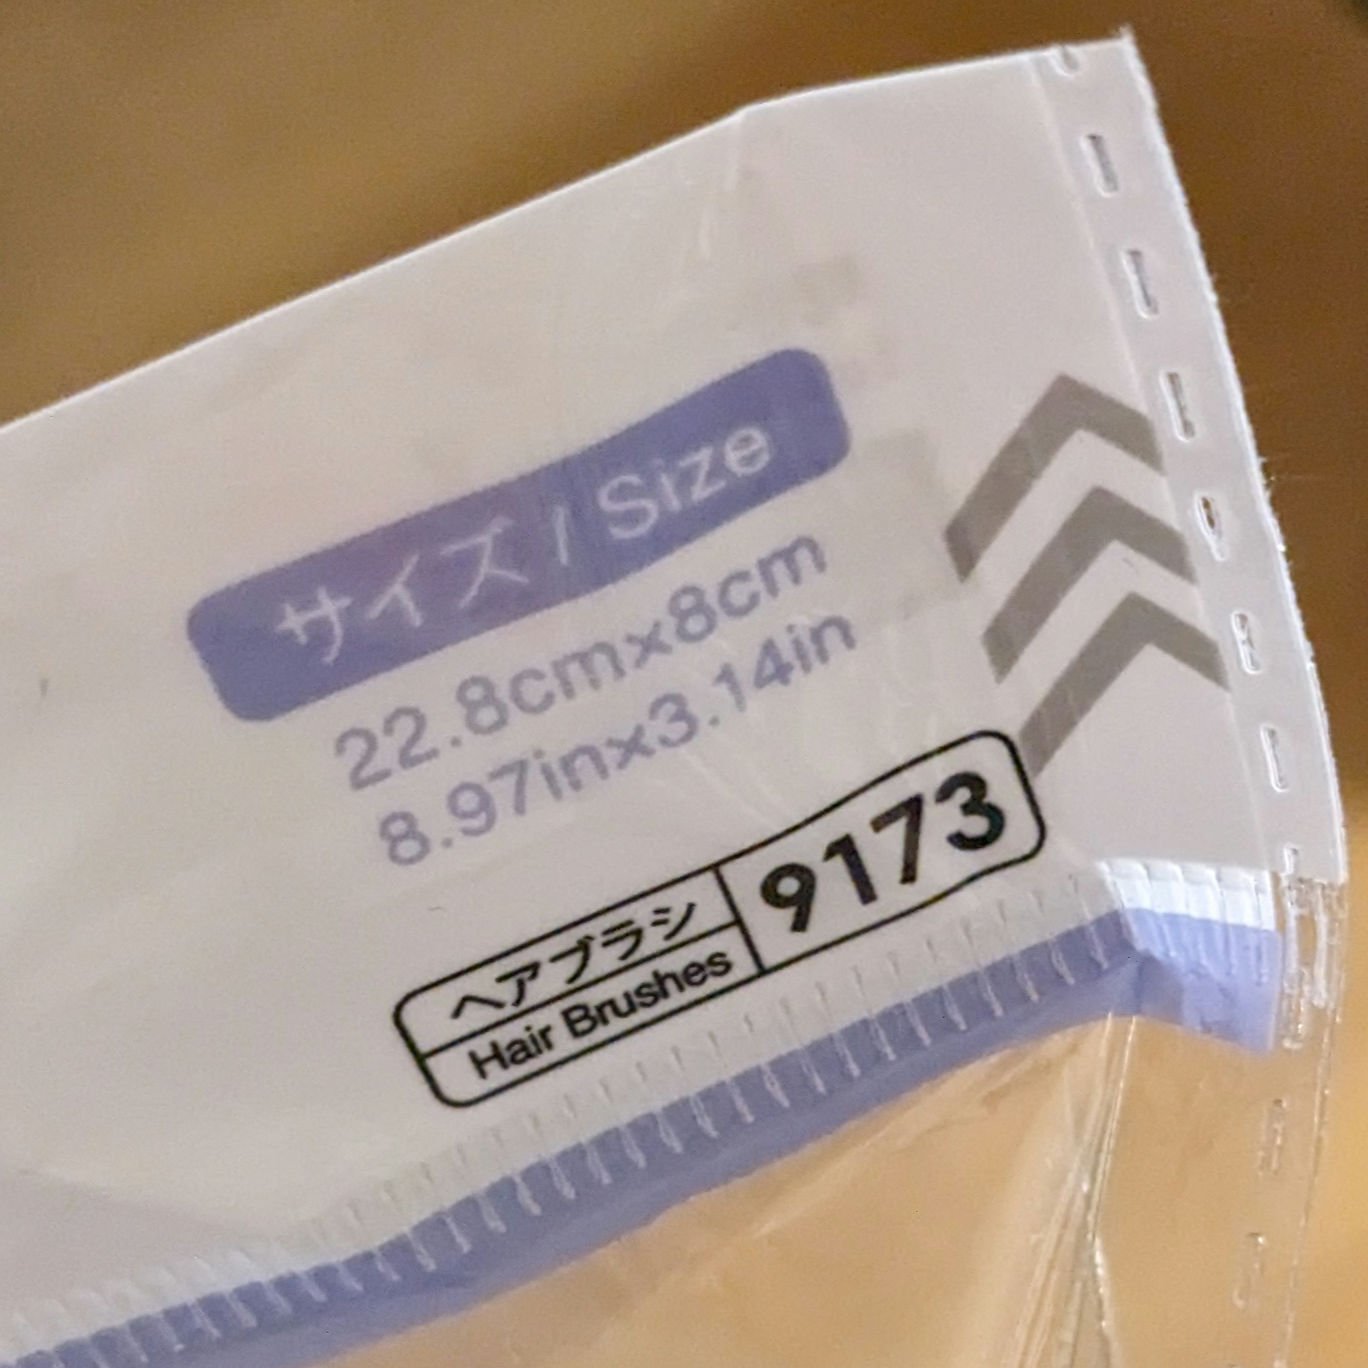 サイズ / Size
22.8cm×8cm
8.97in×3.14in
ヘアブラシ
Hair Brushes
9173